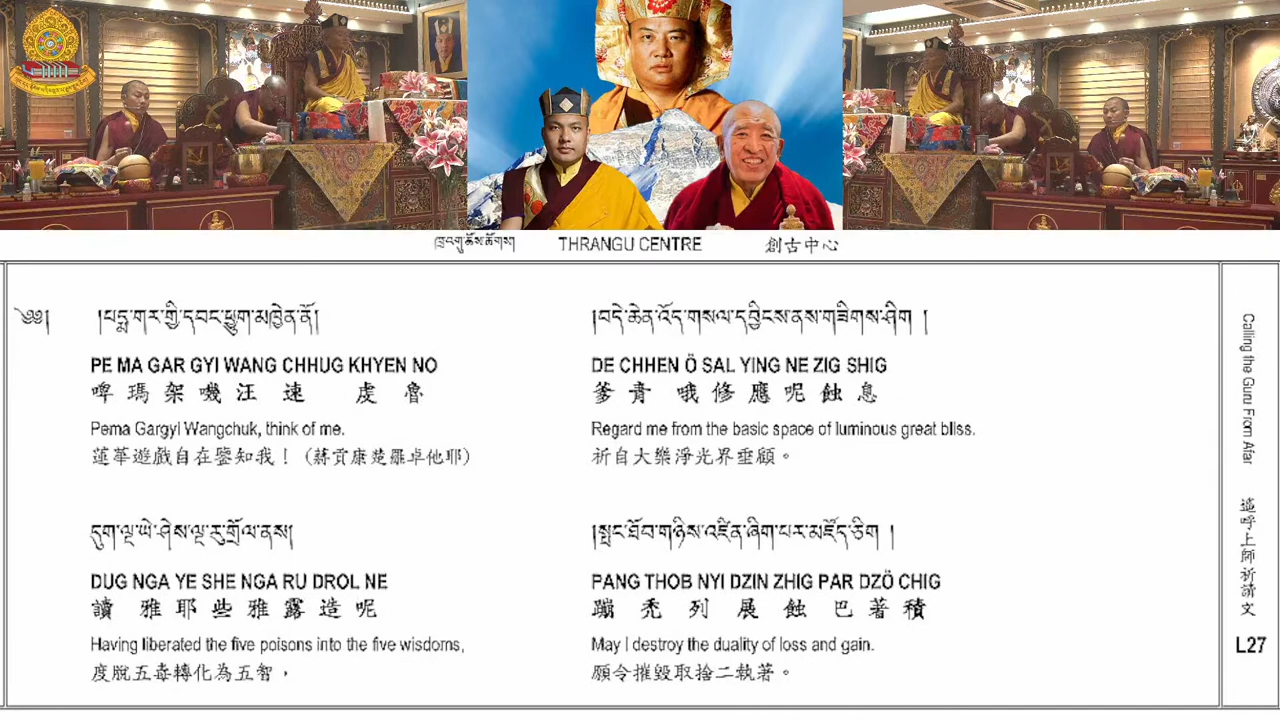 ཁྲ་འགུ་ཆོས་ཚོགས། THRANGU CENTRE 創古中心
༄༅། །པདྨ་གར་གྱི་དབང་ཕྱུག་མཁྱེན་ནོ། །བདེ་ཆེན་འོད་གསལ་དབྱིངས་ནས་གཟིགས་ཤིག །
PE MA GAR GYI WANG CHHUG KHYEN NO DE CHHEN Ö SAL YING NE ZIG SHIG
啤 瑪 架 嘰 汪 速 虔 魯 爹 青 哦 修 應 呢 蝕 息
Pema Gargyi Wangchuk, think of me. Regard me from the basic space of luminous great bliss.
蓮華遊戲自在鑒知我！（蔣貢康楚羅卓他耶） 祈自大樂淨光界垂顧。
དུག་ལྔ་ཡེ་ཤེས་ལྔ་རུ་གྲོལ་ནས། །སྤང་ཐོབ་གཉིས་འཛིན་ཞིག་པར་མཛོད་ཅིག །
DUG NGA YE SHE NGA RU DROL NE PANG THOB NYI DZIN ZHIG PAR DZÖ CHIG
讀 雅 耶 些 雅 露 造 呢 蹦 禿 列 展 蝕 巴 著 積
Having liberated the five poisons into the five wisdoms, May I destroy the duality of loss and gain.
度脫五毒轉化為五智， 願令摧毀取捨二執著。
Calling the Guru From Afar
遙呼上師祈請文
L27